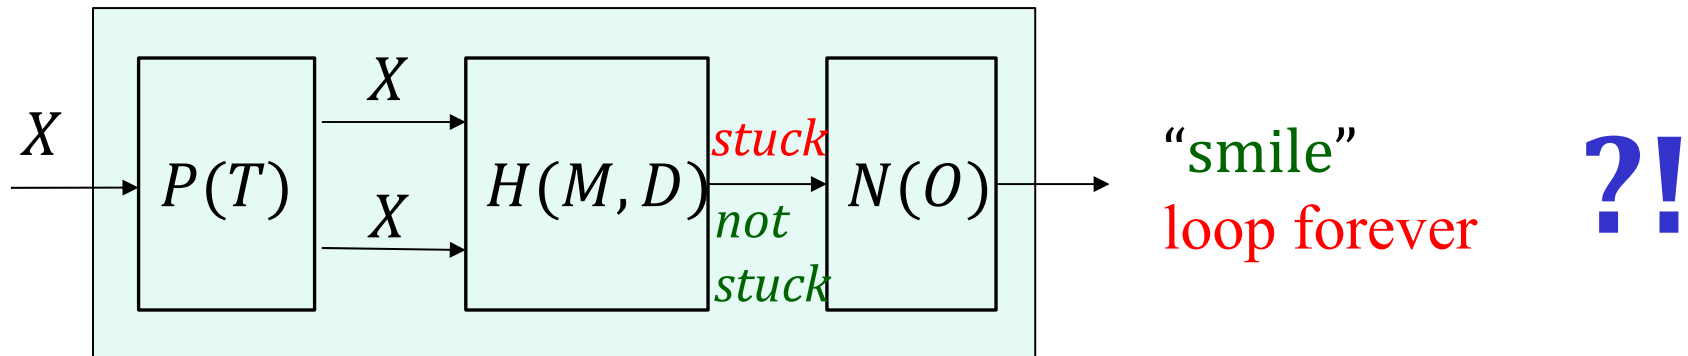 X
P(T)
X
X
H(M, D)
stuck
not
stuck
N(O)
“smile”
loop forever
?!